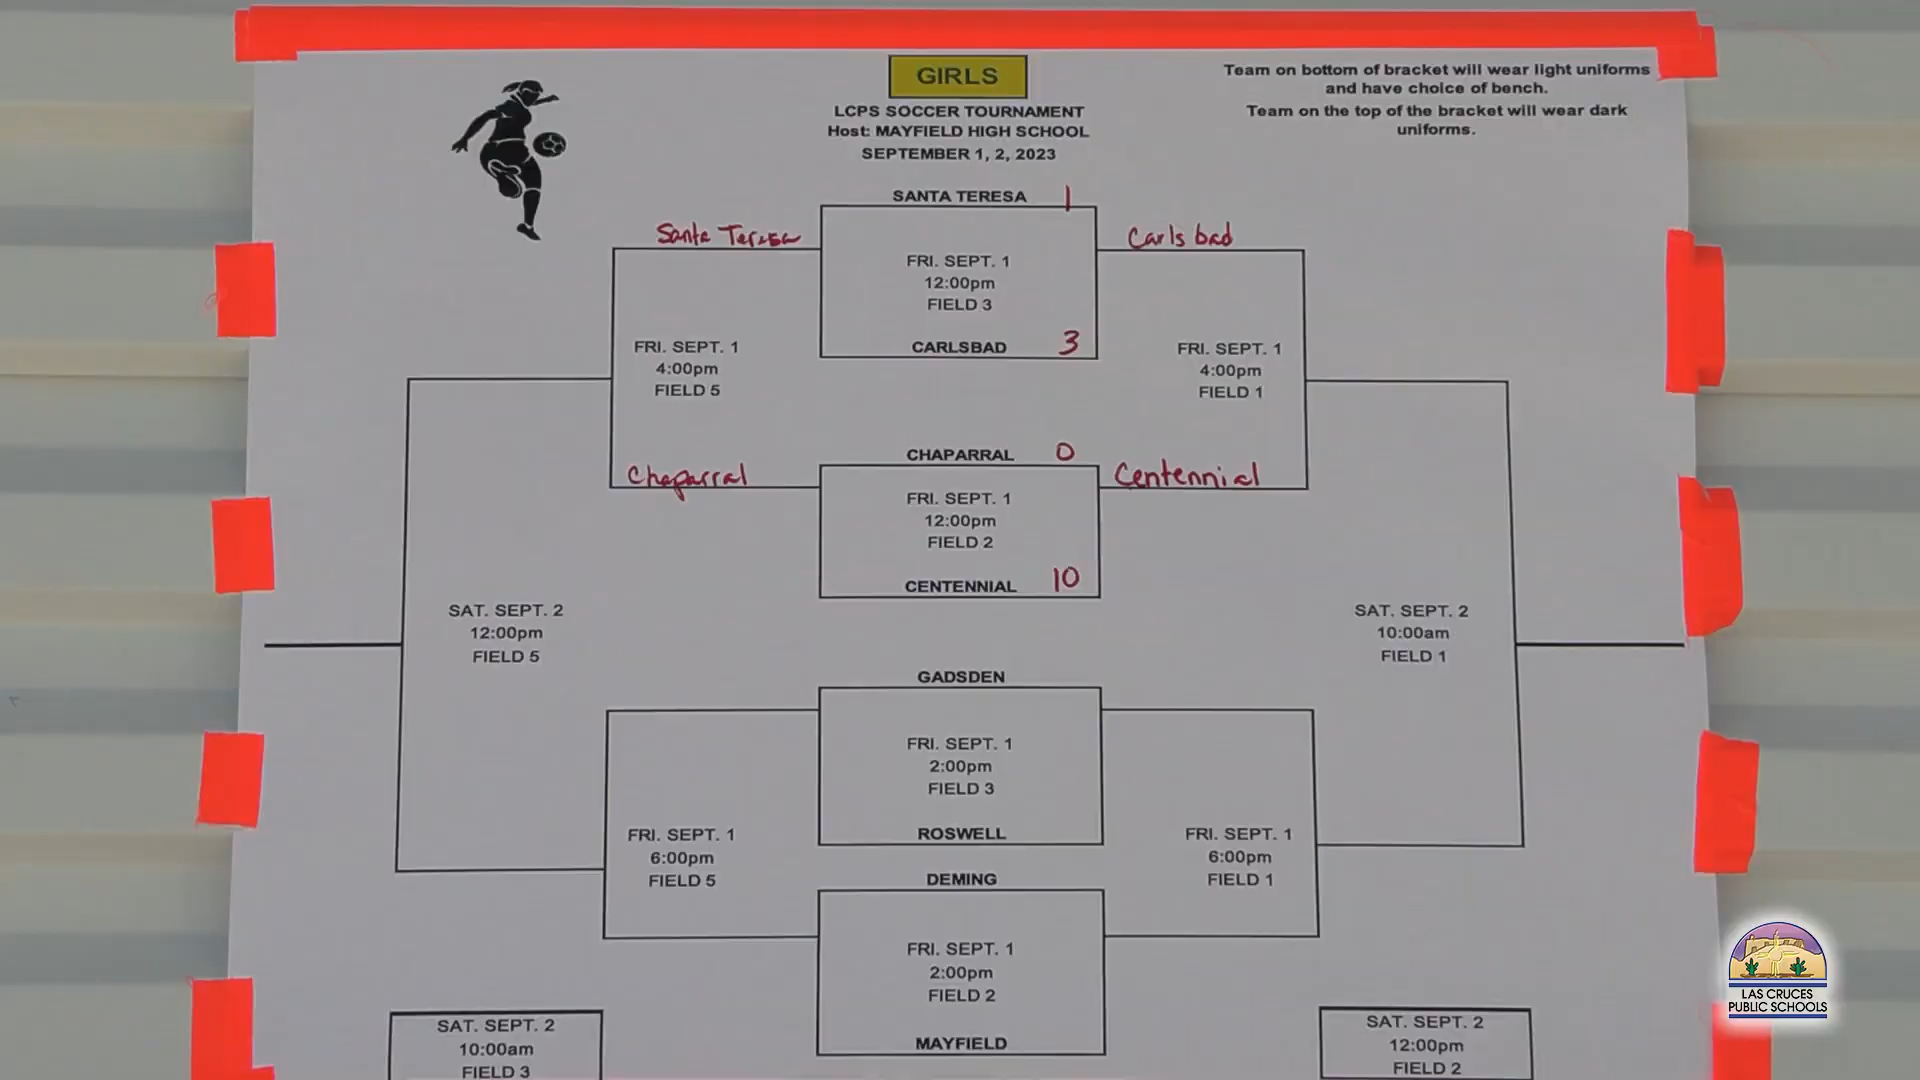 GIRLS
LCPS SOCCER TOURNAMENT
Host: MAYFIELD HIGH SCHOOL
SEPTEMBER 1, 2, 2023
Team on bottom of bracket will wear light uniforms
and have choice of bench.
Team on the top of the bracket will wear dark
uniforms.
SANTA TERESA 1
Santa Teresa
Carlsbad
FRI. SEPT. 1
12:00pm
FIELD 3
CARLSBAD 3
FRI. SEPT. 1
4:00pm
FIELD 5
FRI. SEPT. 1
4:00pm
FIELD 1
CHAPARRAL 0
Chaparral
Centennial
FRI. SEPT. 1
12:00pm
FIELD 2
CENTENNIAL 10
SAT. SEPT. 2
12:00pm
FIELD 5
SAT. SEPT. 2
10:00am
FIELD 1
GADSDEN
FRI. SEPT. 1
2:00pm
FIELD 3
ROSWELL
FRI. SEPT. 1
6:00pm
FIELD 5
FRI. SEPT. 1
6:00pm
FIELD 1
DEMING
FRI. SEPT. 1
2:00pm
FIELD 2
MAYFIELD
SAT. SEPT. 2
10:00am
FIELD 3
SAT. SEPT. 2
12:00pm
FIELD 2
LAS CRUCES
PUBLIC SCHOOLS